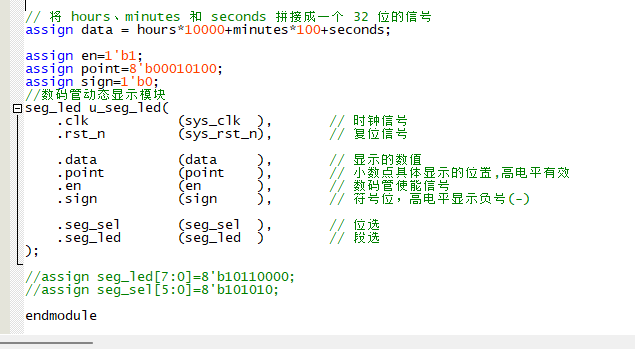 // 将 hours、minutes 和 seconds 拼接成一个 32 位的信号
assign data = hours*10000+minutes*100+seconds;
assign en=1'b1;
assign point=8'b00010100;
assign sign=1'b0;
//数码管动态显示模块
seg_led u_seg_led(
.clk (sys_clk ), // 时钟信号
.rst_n (sys_rst_n), // 复位信号
.data (data ), // 显示的数值
.point (point ), // 小数点具体显示的位置,高电平有效
.en (en ), // 数码管使能信号
.sign (sign ), // 符号位，高电平显示负号(-)
.seg_sel (seg_sel ), // 位选
.seg_led (seg_led ) // 段选
);
//assign seg_led[7:0]=8'b10110000;
//assign seg_sel[5:0]=8'b101010;
endmodule